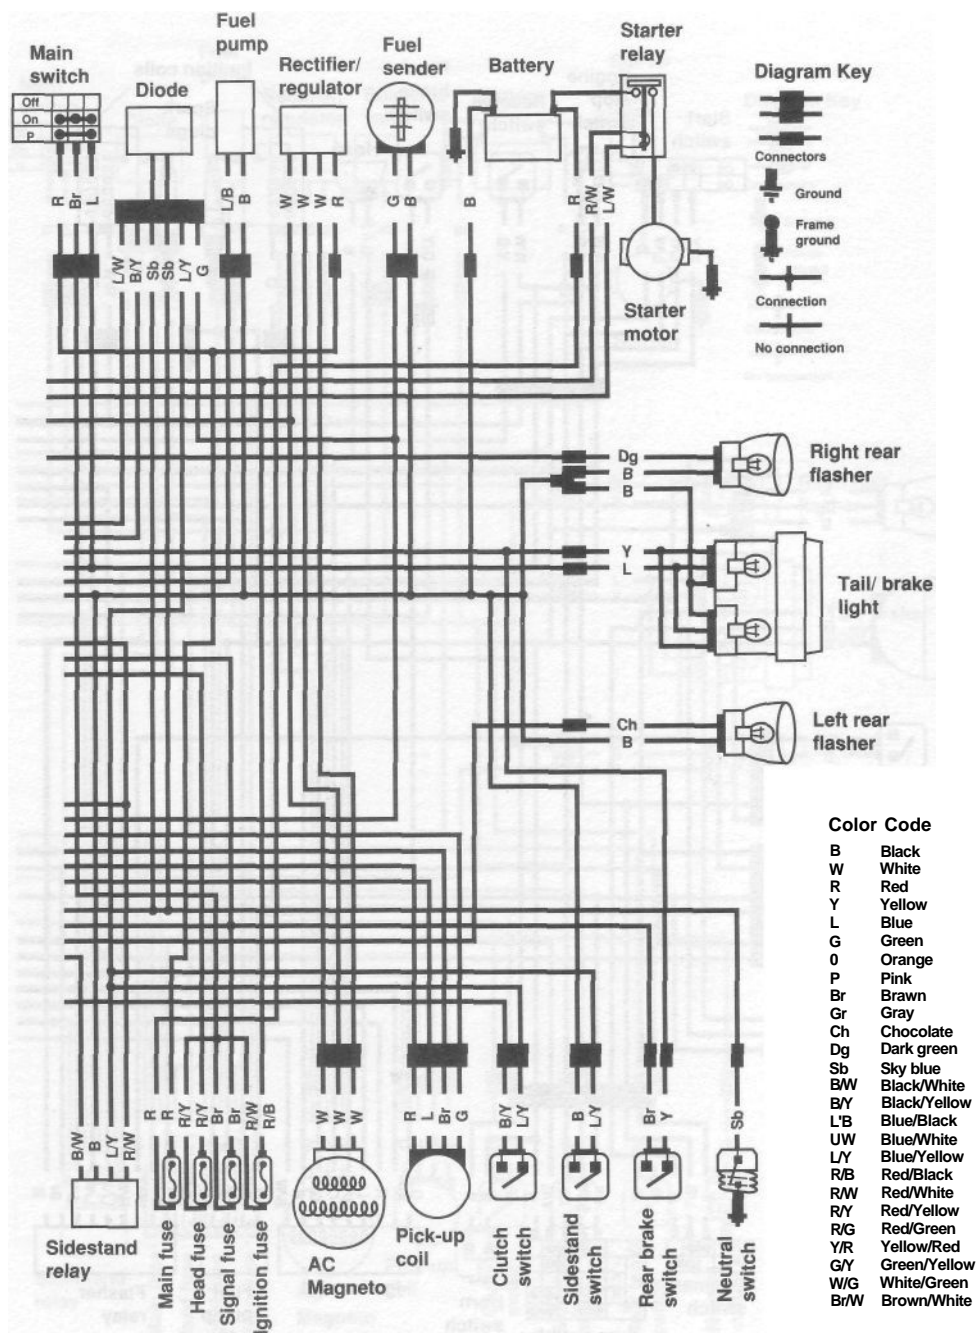 Main
switch
Off
On
P
Diode
Fuel
pump
Rectifier/
regulator
Fuel
sender
Battery
Starter
relay
Diagram Key
Connectors
Ground
Frame
ground
Connection
No connection
R
Br
L
L/B
B
W
W
W
R
G
B
B
R
R/W
L/W
L/W
B/Y
Sb
Sb
L/Y
G
Starter
motor
Dg
B
B
Right rear
flasher
Y
L
Tail/ brake
light
Ch
B
Left rear
flasher
Color Code
B Black
W White
R Red
Y Yellow
L Blue
G Green
0 Orange
P Pink
Br Brawn
Gr Gray
Ch Chocolate
Dg Dark green
Sb Sky blue
B/W Black/White
B/Y Black/Yellow
L'B Blue/Black
UW Blue/White
L/Y Blue/Yellow
R/B Red/Black
R/W Red/White
R/Y Red/Yellow
R/G Red/Green
Y/R Yellow/Red
G/Y Green/Yellow
W/G White/Green
Br/W Brown/White
B/W
B
L/Y
R/W
R
R
R/Y
R/Y
Br
Br
R/W
R/B
W
W
W
R
L
Br
G
B/Y
L/Y
B
L/Y
Br
Y
Sb
Sidestand
relay
Main fuse
Head fuse
Signal fuse
Ignition fuse
AC
Magneto
Pick-up
coil
Clutch
switch
Sidestand
switch
Rear brake
switch
Neutral
switch